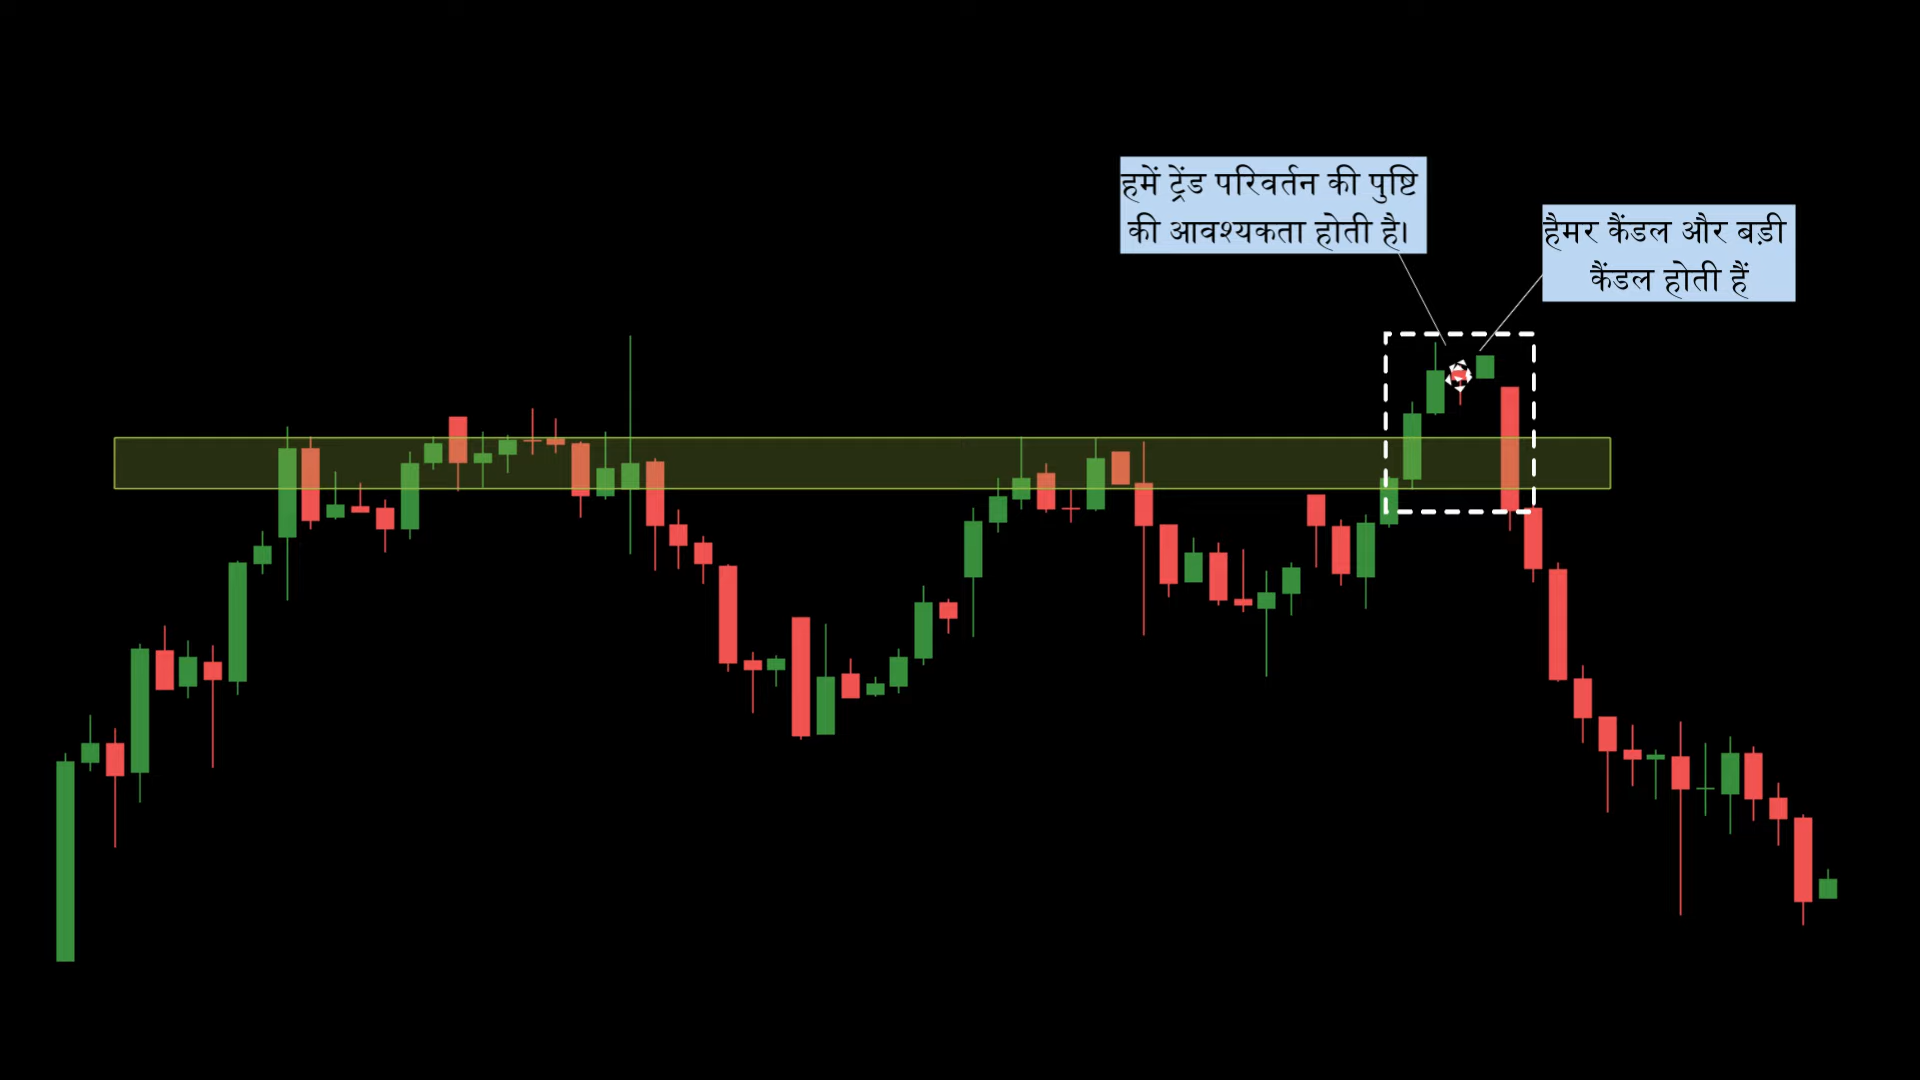 हमें ट्रेंड परिवर्तन की पुष्टि
की आवश्यकता होती है।
हैमर कैंडल और बड़ी
कैंडल होती हैं